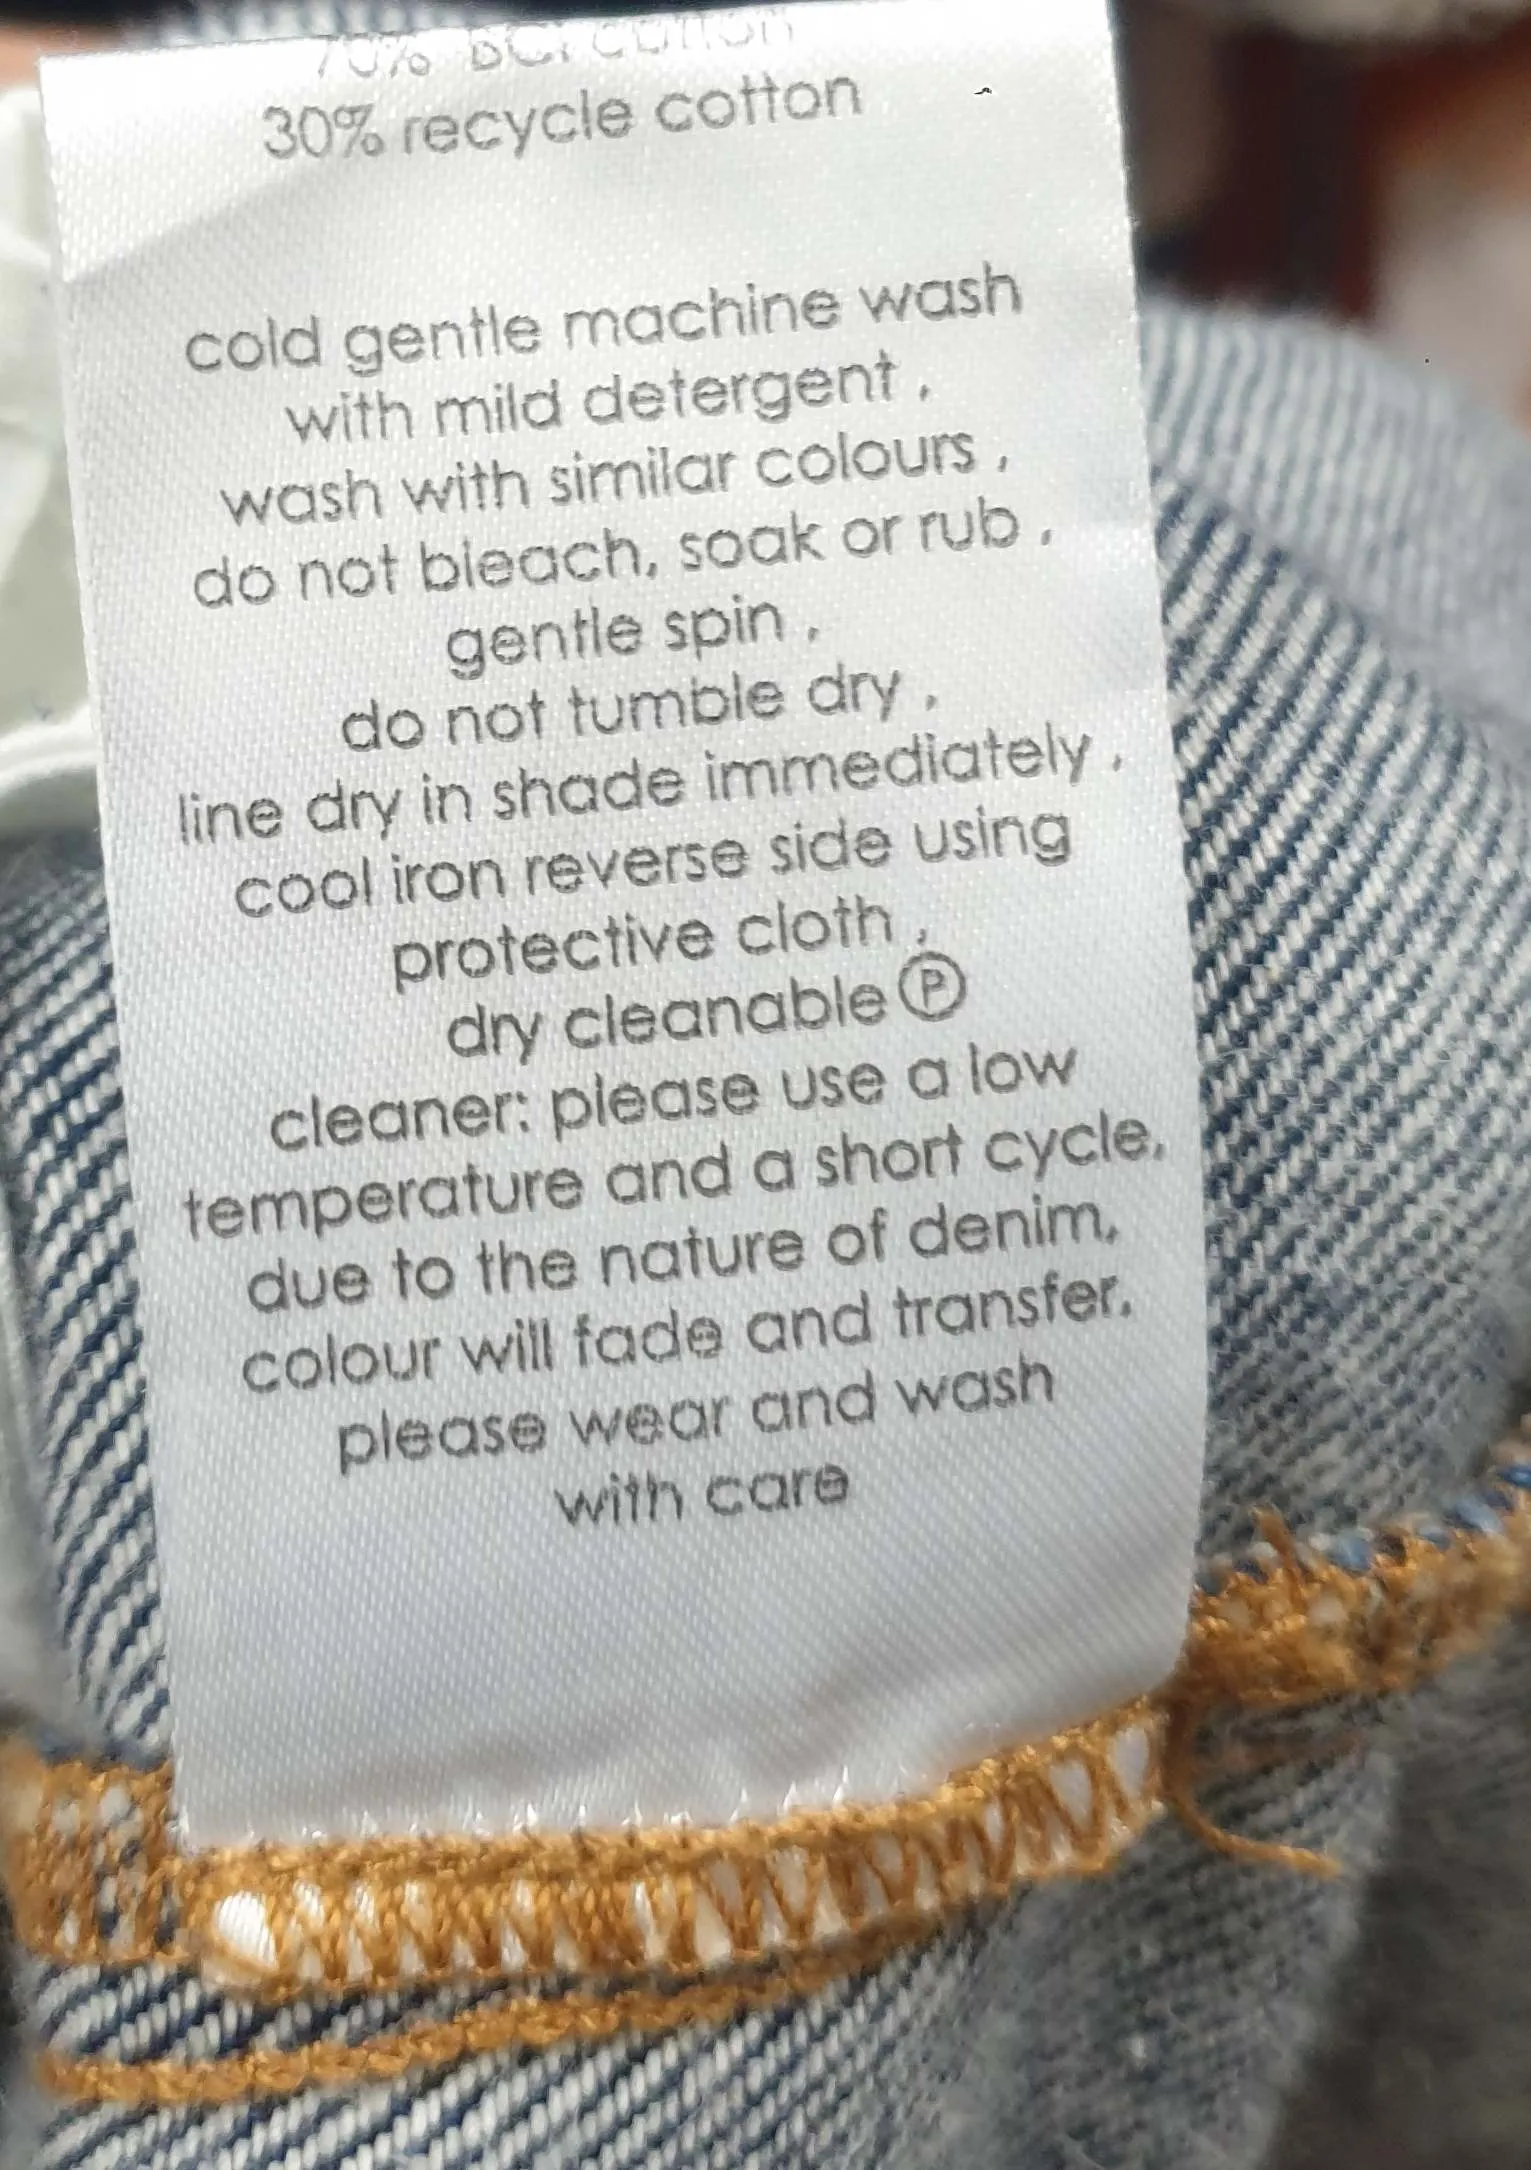 70% BCI cotton
30% recycle cotton
cold gentle machine wash
with mild detergent ,
wash with similar colours ,
do not bleach, soak or rub ,
gentle spin ,
do not tumble dry ,
line dry in shade immediately ,
cool iron reverse side using
protective cloth ,
dry cleanable Ⓟ
cleaner: please use a low
temperature and a short cycle,
due to the nature of denim,
colour will fade and transfer,
please wear and wash
with care